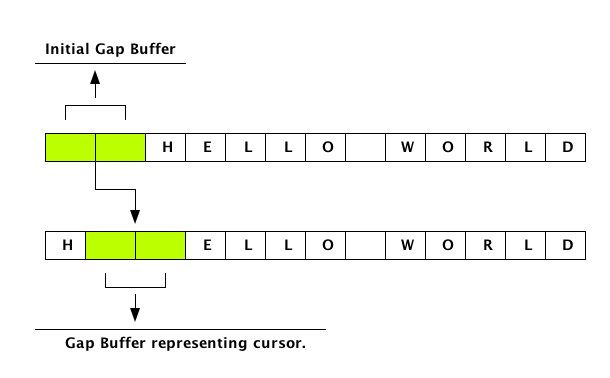 Initial Gap Buffer
H E L L O W O R L D
H E L L O W O R L D
Gap Buffer representing cursor.